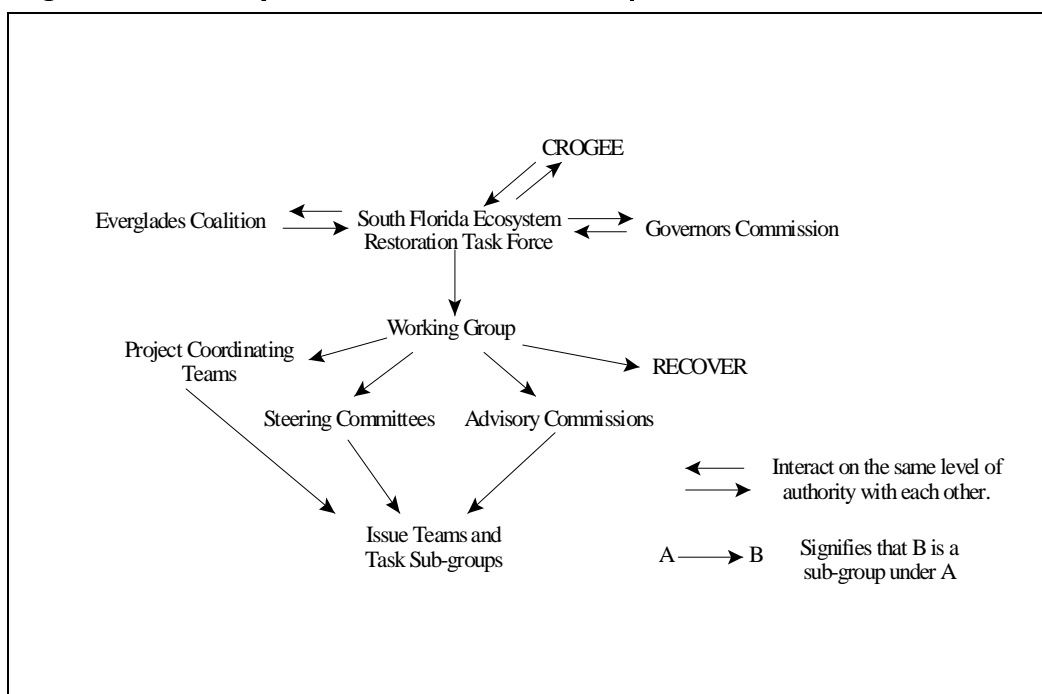 CROGEE
Everglades Coalition
South Florida Ecosystem
Restoration Task Force
Governors Commission
Working Group
Project Coordinating
Teams
RECOVER
Steering Committees
Advisory Commissions
Interact on the same level of
authority with each other.
Issue Teams and
Task Sub-groups
A
B
Signifies that B is a
sub-group under A